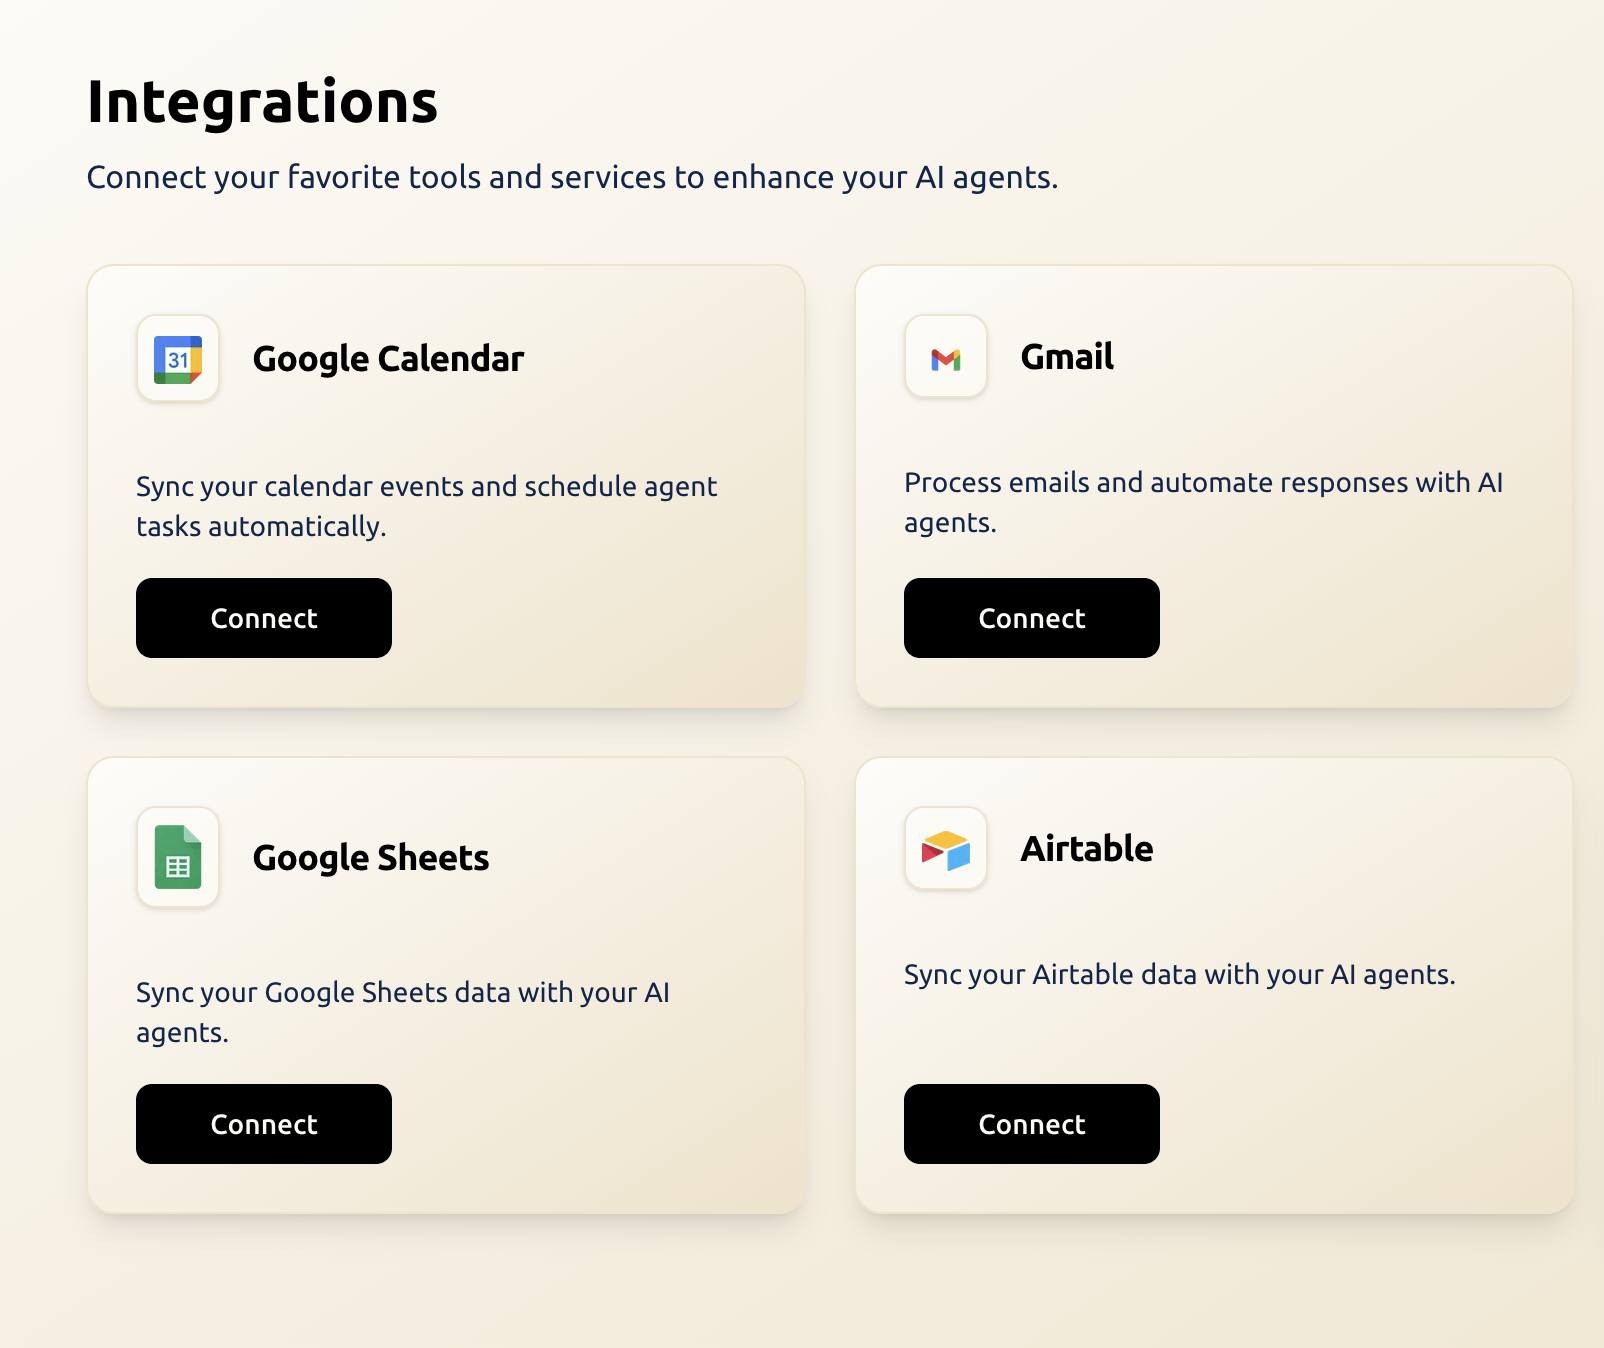 Integrations
Connect your favorite tools and services to enhance your AI agents.
31
Google Calendar
Sync your calendar events and schedule agent
tasks automatically.
Connect
Gmail
Process emails and automate responses with AI
agents.
Connect
Google Sheets
Sync your Google Sheets data with your AI
agents.
Connect
Airtable
Sync your Airtable data with your AI agents.
Connect